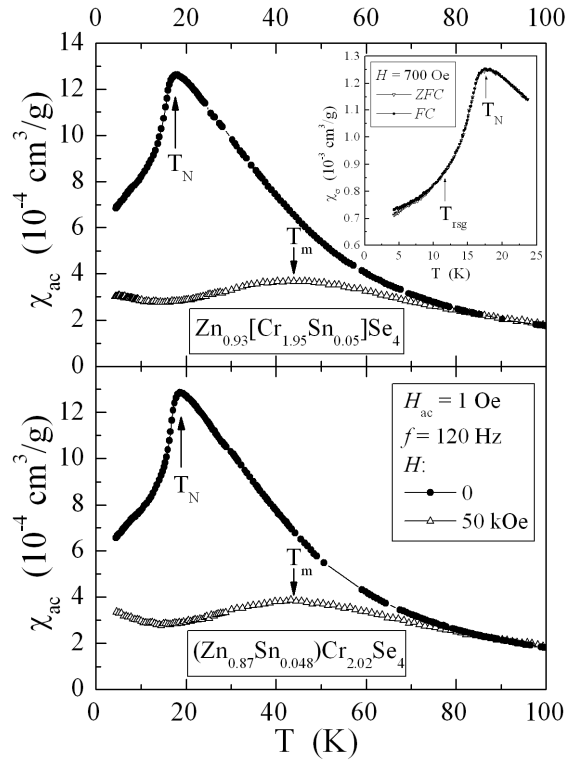 0 20 40 60 80 100
14
12
10
8
6
4
2
0
χac (10-4 cm3/g)
TN
Tm
Zn0.93[Cr1.95Sn0.05]Se4
1.3
1.2
1.1
1.0
0.9
0.8
0.7
0.6
χσ (10-3 cm3/g)
H = 700 Oe
ZFC
FC
TN
Trsg
0 5 10 15 20 25
T (K)
12
10
8
6
4
2
0
χac (10-4 cm3/g)
TN
Tm
(Zn0.87Sn0.048)Cr2.02Se4
Hac = 1 Oe
f = 120 Hz
H:
0
50 kOe
0 20 40 60 80 100
T (K)